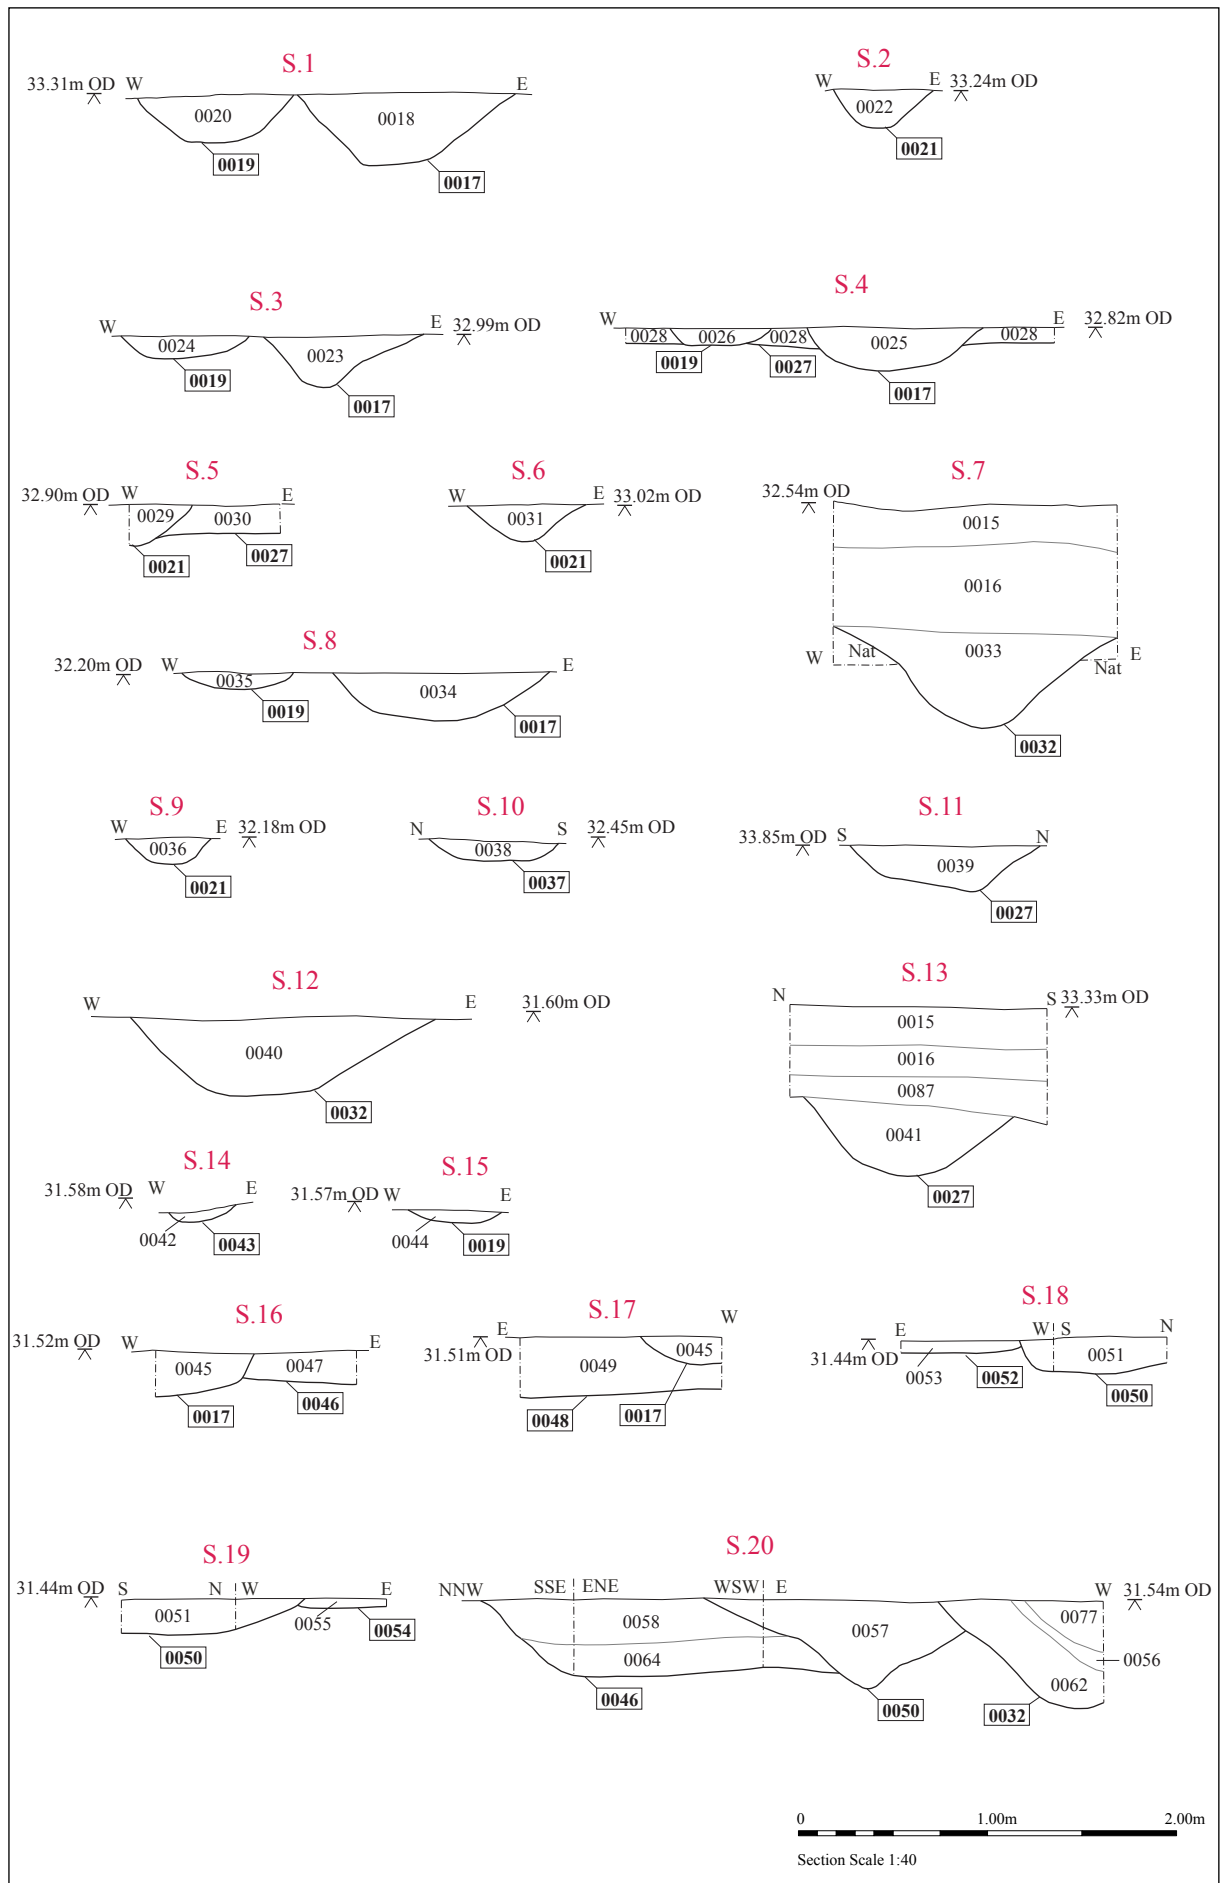 S.1
33.31m OD W E
0020 0018
0019
0017
S.2
W E 33.24m OD
0022
0021
S.3
W E 32.99m OD
0024 0023
0019
0017
S.4
W E 32.82m OD
0028 0026 0028 0025 0028
0019 0027
0017
S.5
32.90m OD W E
0029 0030
0021 0027
S.6
W E 33.02m OD
0031
0021
S.7
32.54m OD
0015
0016
0033
W Nat Nat E
0032
S.8
32.20m OD W E
0035 0034
0019
0017
S.9
W E 32.18m OD
0036
0021
S.10
N S 32.45m OD
0038
0037
S.11
33.85m OD S N
0039
0027
S.12
W E 31.60m OD
0040
0032
S.13
N S 33.33m OD
0015
0016
0087
0041
0027
S.14
31.58m OD W E
0042 0043
S.15
31.57m OD W E
0044 0019
S.16
31.52m OD W E
0045 0047
0017 0046
S.17
E W
31.51m OD
0049 0045
0048 0017
S.18
E W S N
31.44m OD
0053 0052 0051
0050
S.19
31.44m OD S N W E
0051 0055 0054
0050
S.20
NNW SSE ENE WSW E W 31.54m OD
0058 0057 0077
0064 0056
0062
0046 0050 0032
0 1.00m 2.00m
Section Scale 1:40